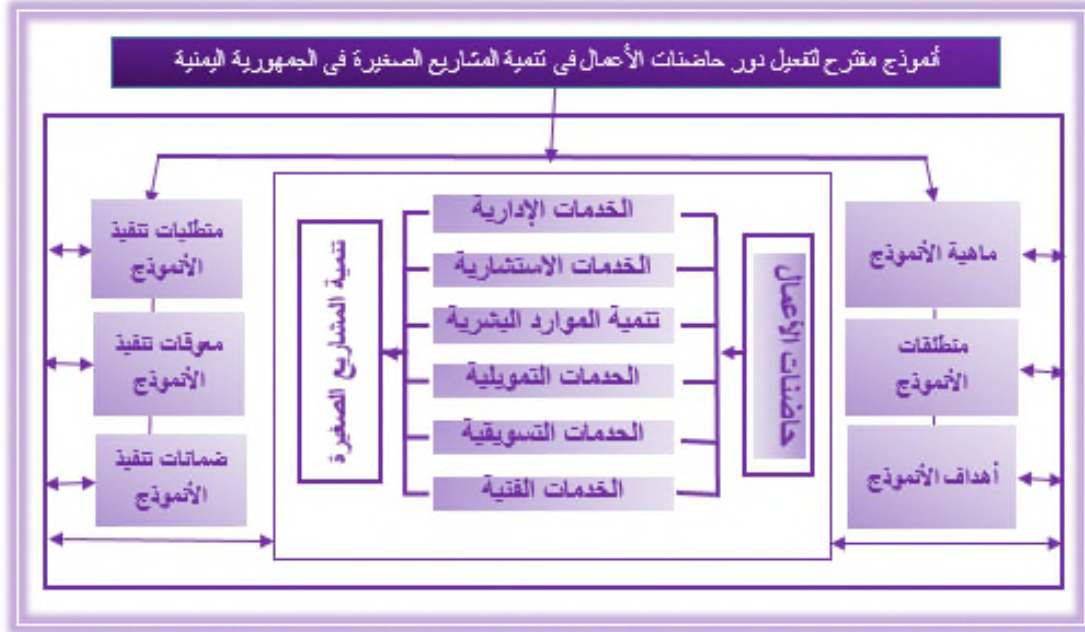 أنموذج مقترح لتفعيل دور حاضنات الأعمال في تنمية المشاريع الصغيرة في الجمهورية اليمنية
ماهية الأنموذج
منطلقات
الأنموذج
أهداف الأنموذج
حاضنات الأعمال
الخدمات الإدارية
الخدمات الاستشارية
تنمية الموارد البشرية
الخدمات التمويلية
الخدمات التسويقية
الخدمات الفنية
تنمية المشاريع الصغيرة
متطلبات تنفيذ
الأنموذج
معوقات تنفيذ
الأنموذج
ضمانات تنفيذ
الأنموذج